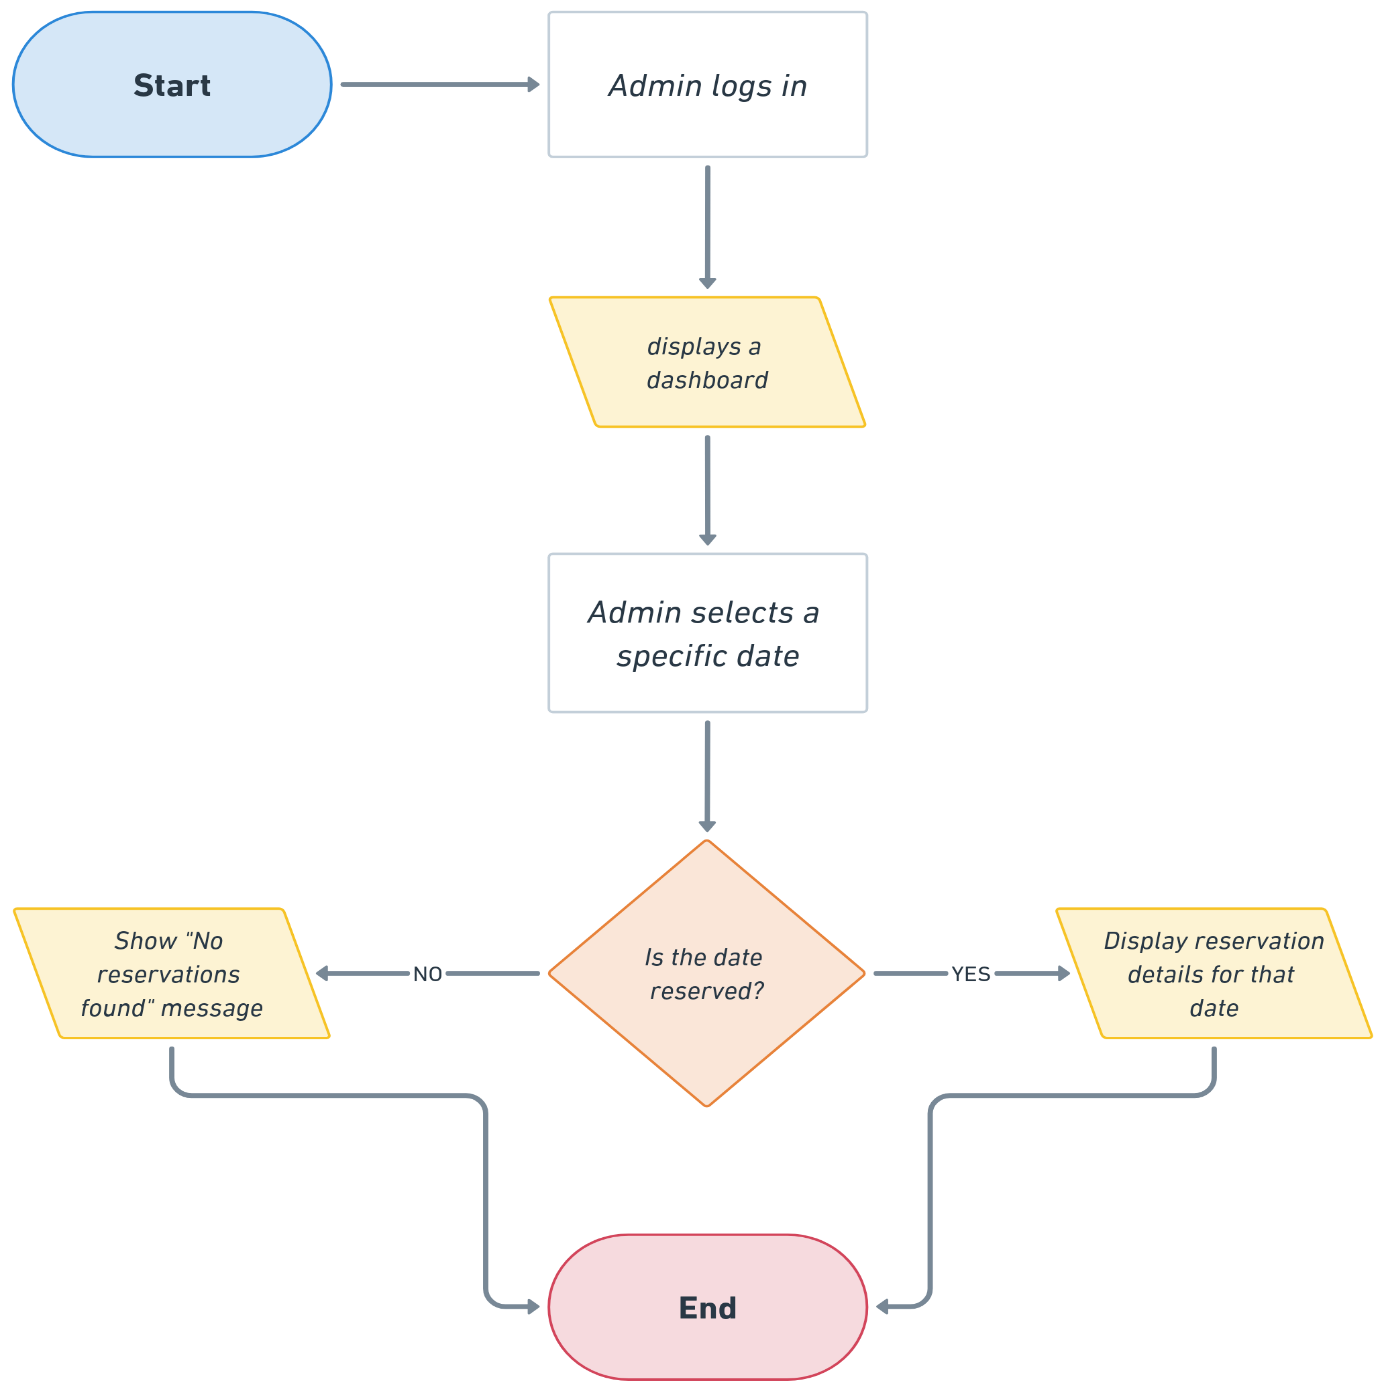 Start
Admin logs in
displays a
dashboard
Admin selects a
specific date
Is the date
reserved?
NO
YES
Show "No
reservations
found" message
Display reservation
details for that
date
End